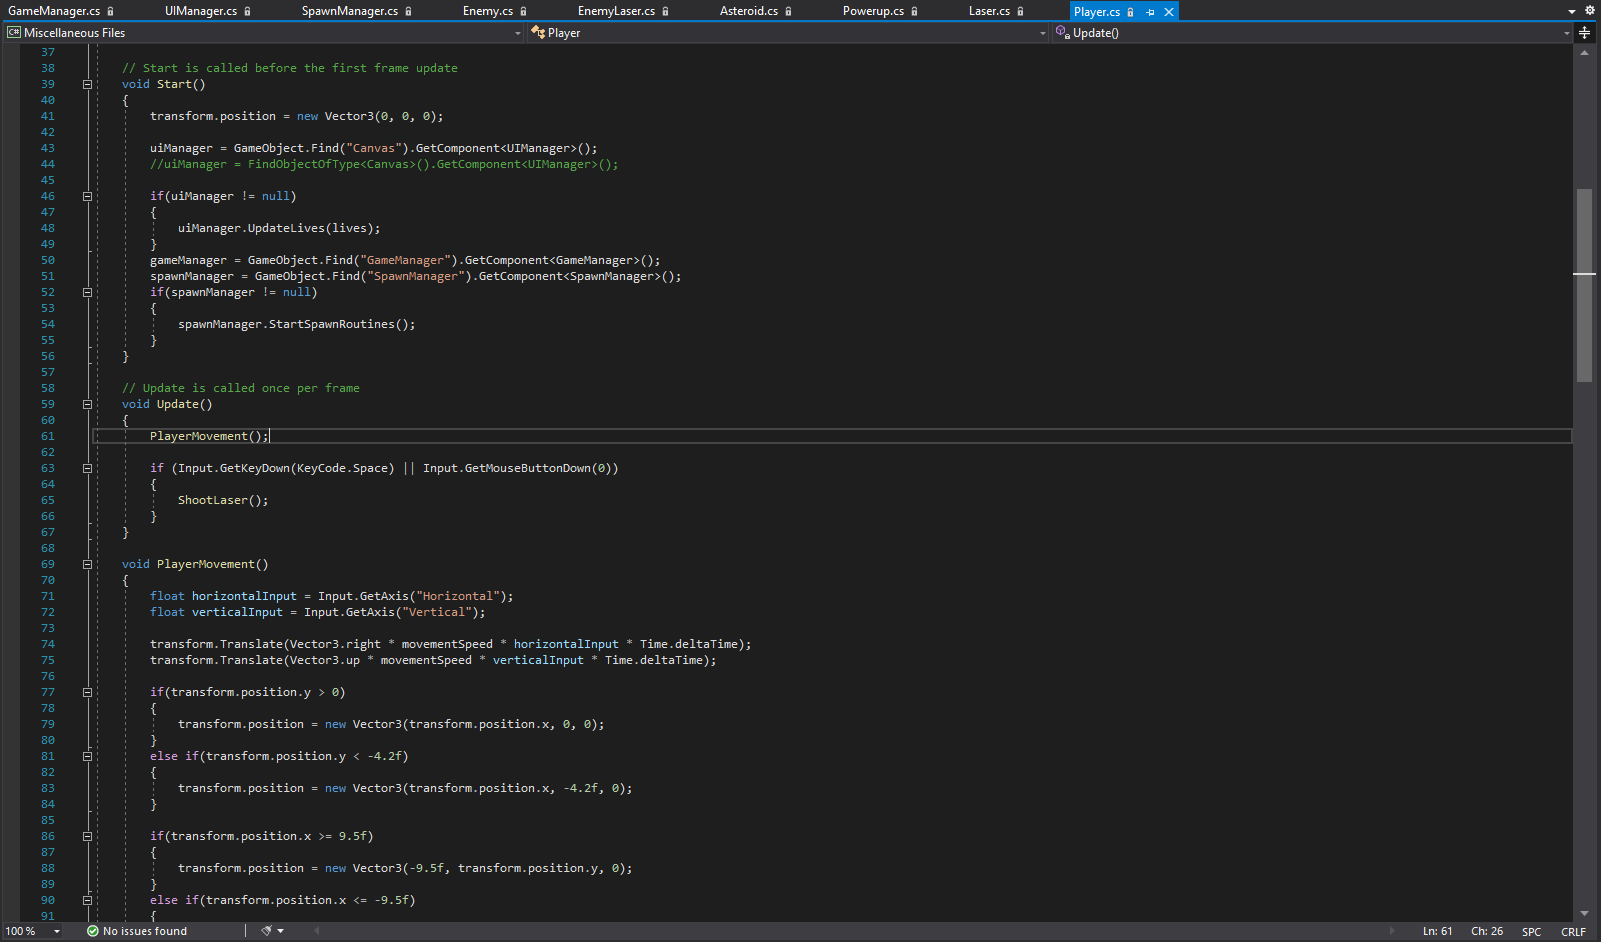 GameManager.cs UIManager.cs SpawnManager.cs Enemy.cs EnemyLaser.cs Asteroid.cs Powerup.cs Laser.cs Player.cs
C# Miscellaneous Files Player Update()
37
38 // Start is called before the first frame update
39 void Start()
40 {
41 transform.position = new Vector3(0, 0, 0);
42
43 uiManager = GameObject.Find("Canvas").GetComponent<UIManager>();
44 //uiManager = FindObjectOfType<Canvas>().GetComponent<UIManager>();
45
46 if(uiManager != null)
47 {
48 uiManager.UpdateLives(lives);
49 }
50 gameManager = GameObject.Find("GameManager").GetComponent<GameManager>();
51 spawnManager = GameObject.Find("SpawnManager").GetComponent<SpawnManager>();
52 if(spawnManager != null)
53 {
54 spawnManager.StartSpawnRoutines();
55 }
56 }
57
58 // Update is called once per frame
59 void Update()
60 {
61 PlayerMovement();
62
63 if (Input.GetKeyDown(KeyCode.Space) || Input.GetMouseButtonDown(0))
64 {
65 ShootLaser();
66 }
67 }
68
69 void PlayerMovement()
70 {
71 float horizontalInput = Input.GetAxis("Horizontal");
72 float verticalInput = Input.GetAxis("Vertical");
73
74 transform.Translate(Vector3.right * movementSpeed * horizontalInput * Time.deltaTime);
75 transform.Translate(Vector3.up * movementSpeed * verticalInput * Time.deltaTime);
76
77 if(transform.position.y > 0)
78 {
79 transform.position = new Vector3(transform.position.x, 0, 0);
80 }
81 else if(transform.position.y < -4.2f)
82 {
83 transform.position = new Vector3(transform.position.x, -4.2f, 0);
84 }
85
86 if(transform.position.x >= 9.5f)
87 {
88 transform.position = new Vector3(-9.5f, transform.position.y, 0);
89 }
90 else if(transform.position.x <= -9.5f)
91 {
100 % No issues found Ln: 61 Ch: 26 SPC CRLF